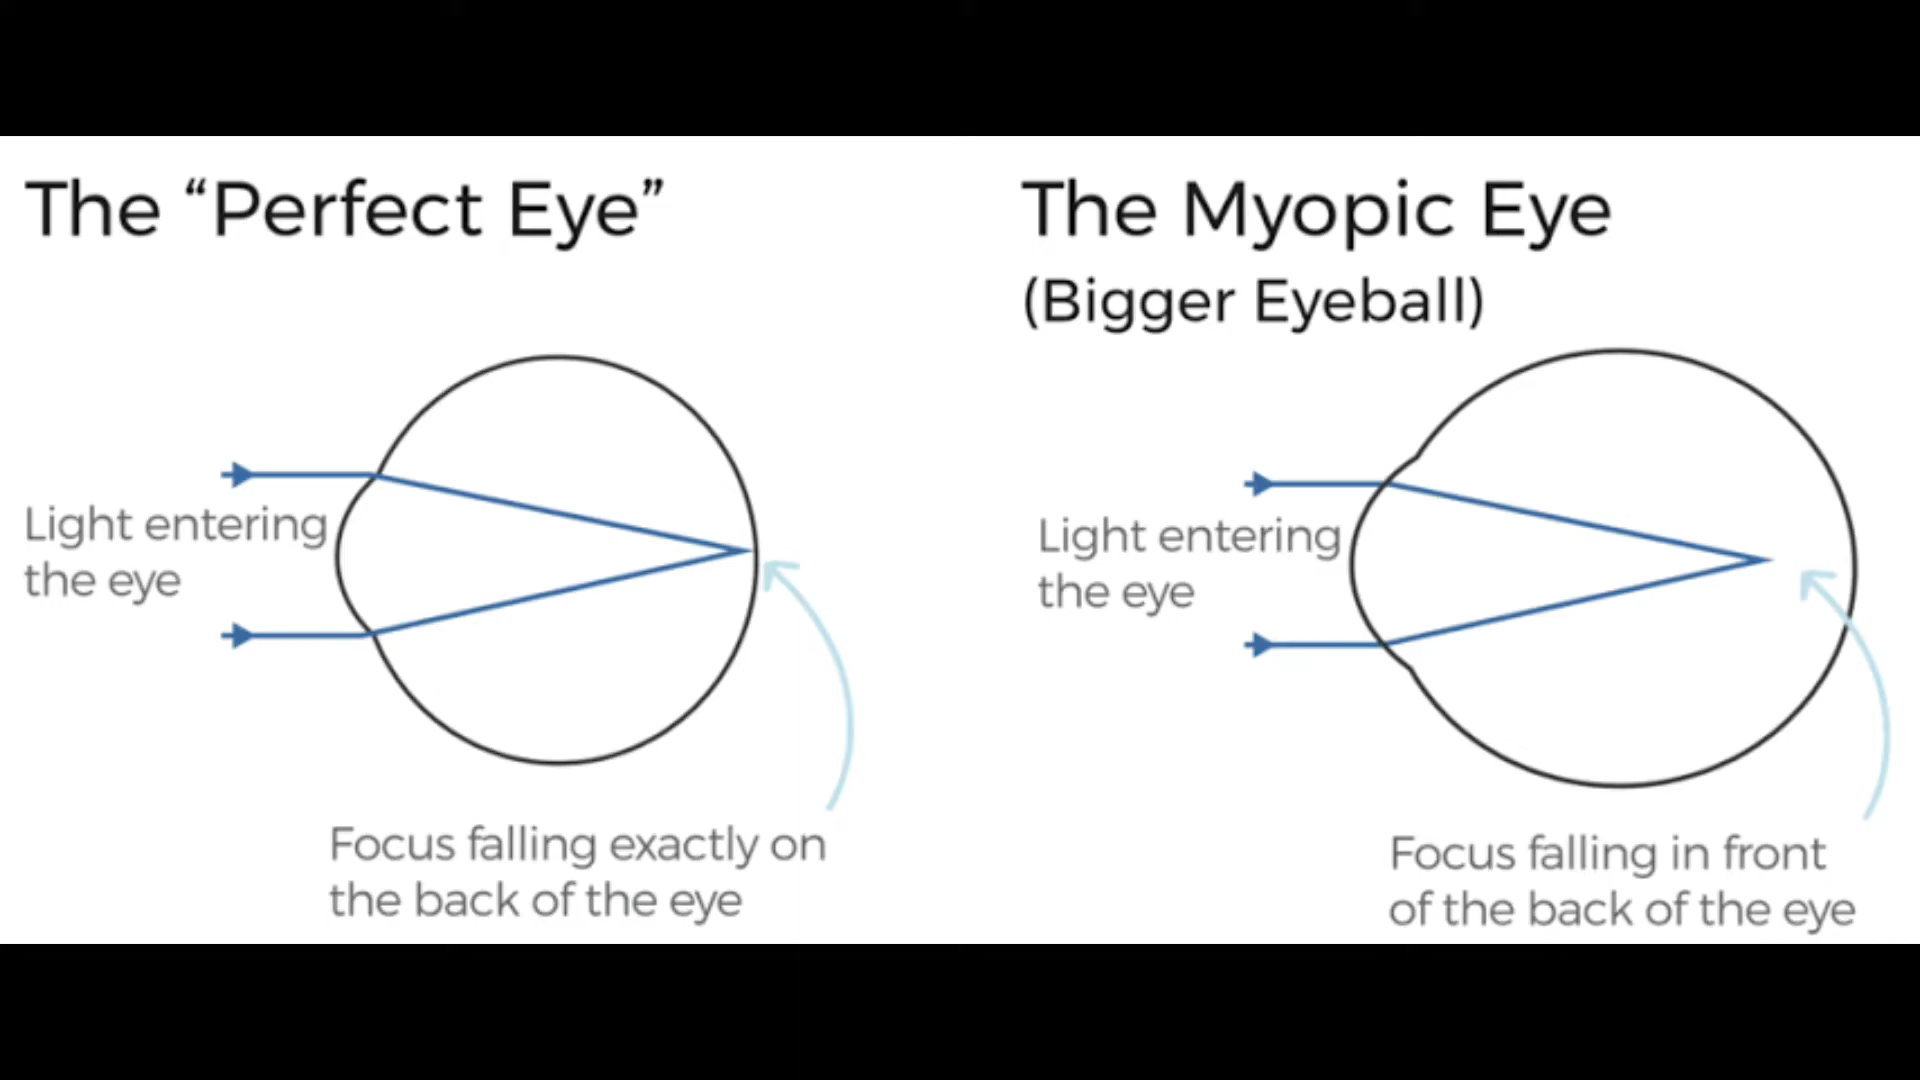 The “Perfect Eye”
Light entering
the eye
Focus falling exactly on
the back of the eye
The Myopic Eye
(Bigger Eyeball)
Light entering
the eye
Focus falling in front
of the back of the eye